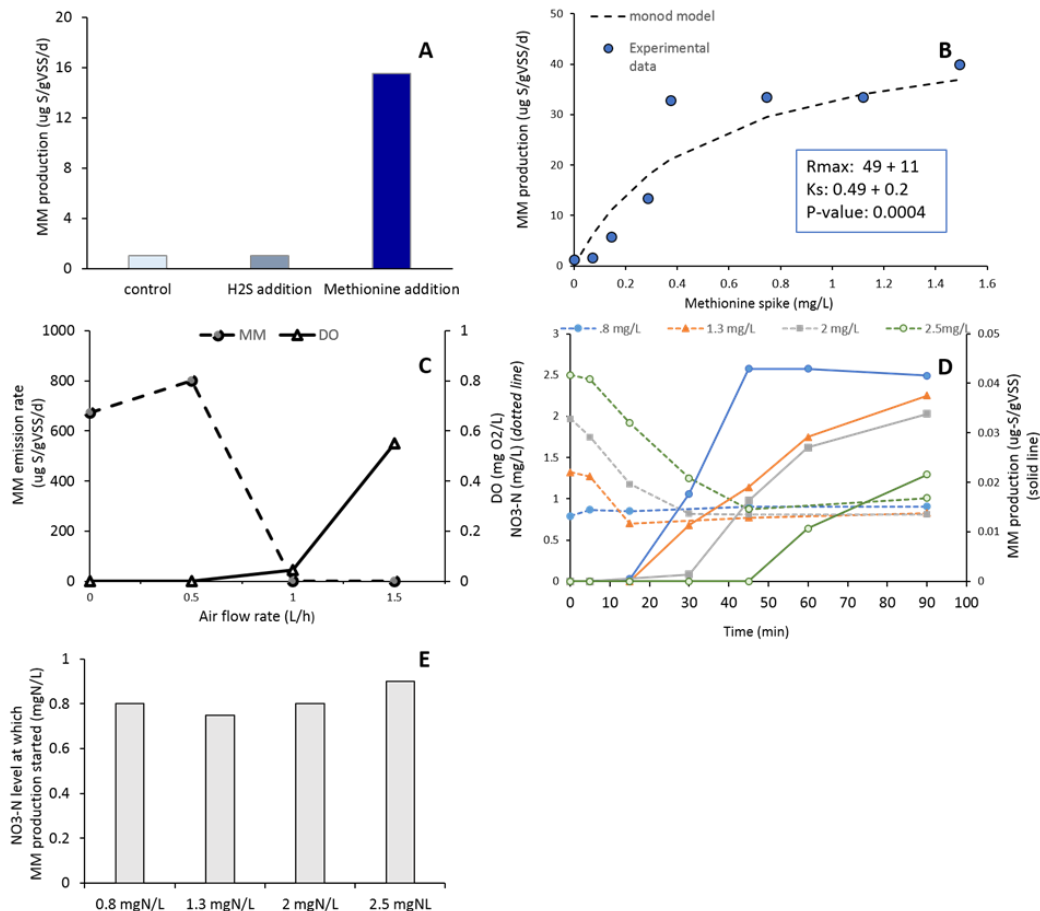 A
MM production (ug S/gVSS/d)
20
16
12
8
4
0
control
H2S addition
Methionine addition
B
monod model
Experimental
data
MM production (ug S/gVSS/d)
50
40
30
20
10
0
Rmax: 49 + 11
Ks: 0.49 + 0.2
P-value: 0.0004
0
0.2
0.4
0.6
0.8
1
1.2
1.4
1.6
Methionine spike (mg/L)
C
MM
DO
MM emission rate
(ug S/gVSS/d)
1000
800
600
400
200
0
1
0.8
0.6
0.4
0.2
0
DO (mg O2/L)
0
0.5
1
1.5
Air flow rate (L/h)
D
.8 mg/L
1.3 mg/L
2 mg/L
2.5mg/L
NO3-N (mg/L) (dotted line)
3
2.5
2
1.5
1
0.5
0
0.05
0.04
0.03
0.02
0.01
0
MM production (ug-S/gVSS)
(solid line)
0
10
20
30
40
50
60
70
80
90
100
Time (min)
E
NO3-N level at which
MM production started (mgN/L)
1
0.8
0.6
0.4
0.2
0
0.8 mgN/L
1.3 mgN/L
2 mgN/L
2.5 mgNL